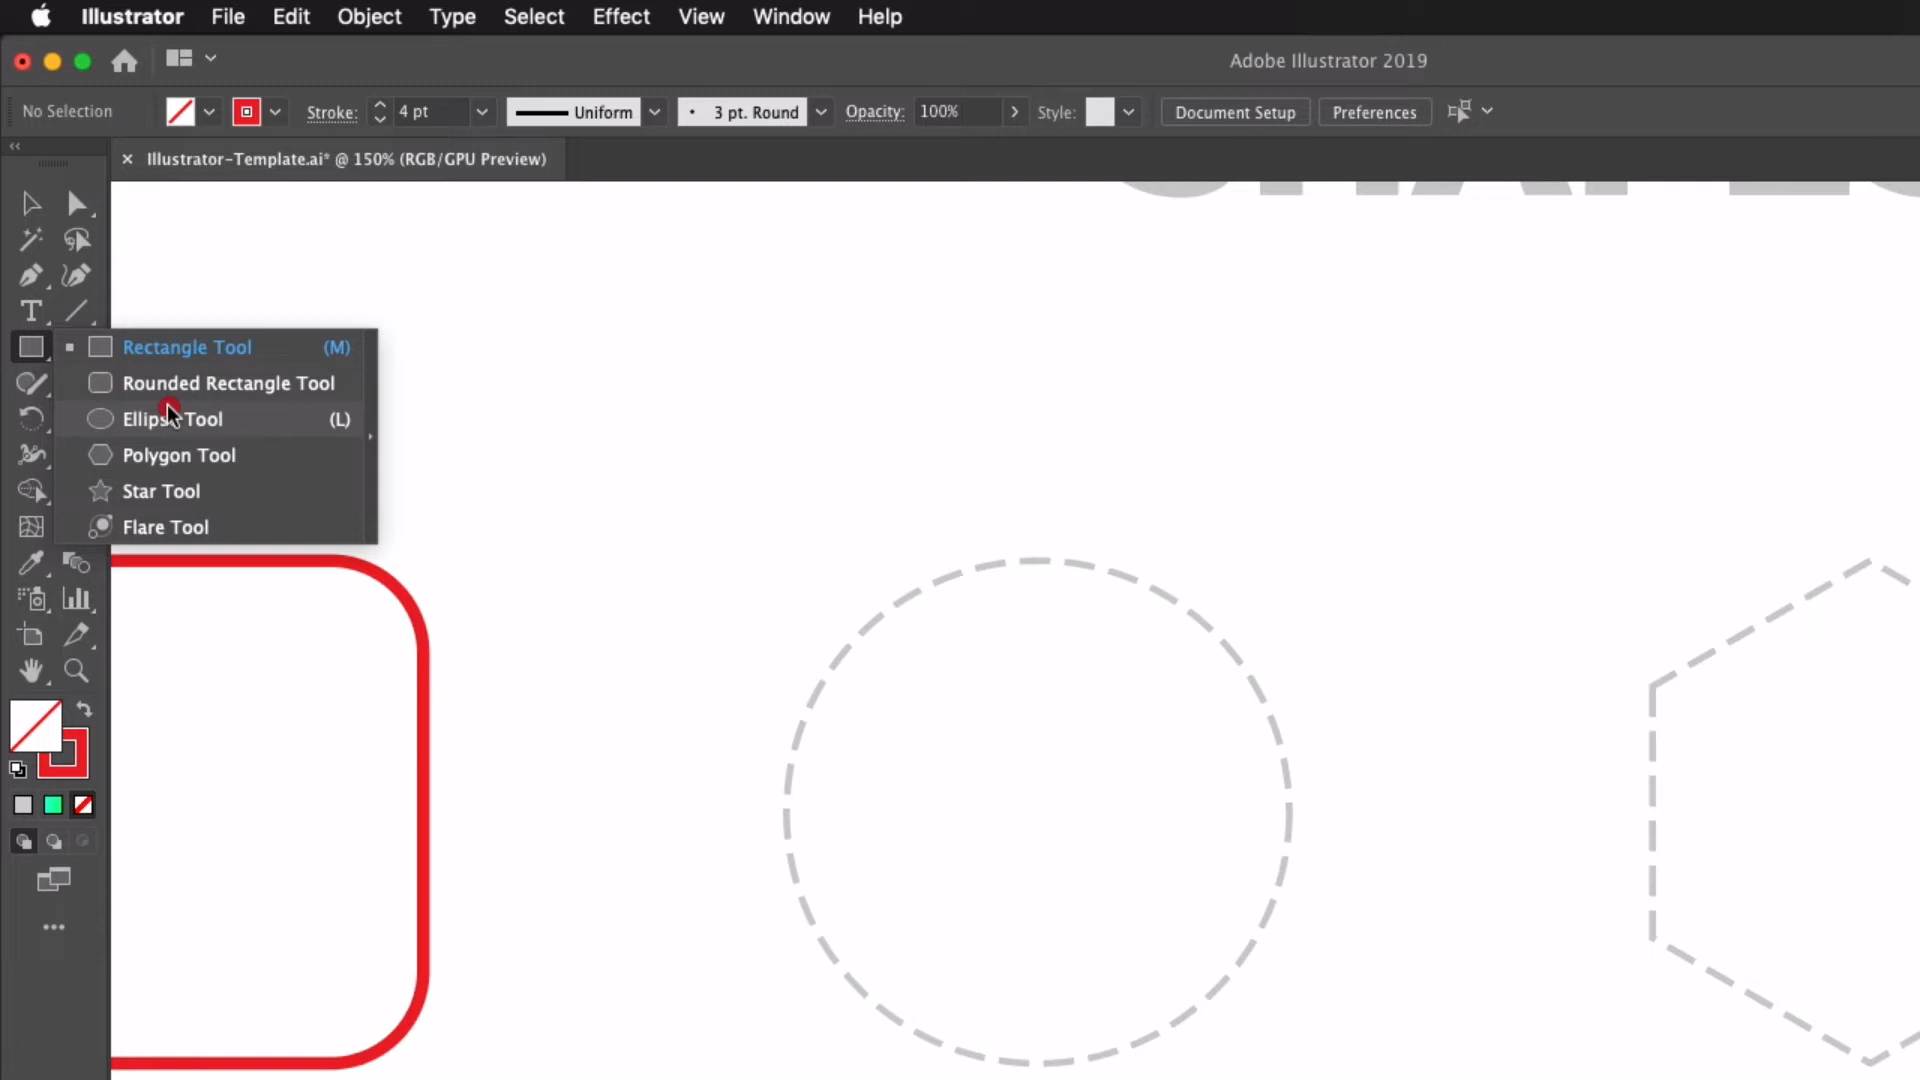 Illustrator File Edit Object Type Select Effect View Window Help
Adobe Illustrator 2019
No Selection Stroke: 4 pt Uniform 3 pt. Round Opacity: 100% Style: Document Setup Preferences
Illustrator-Template.ai* @ 150% (RGB/GPU Preview)
Rectangle Tool (M)
Rounded Rectangle Tool
Ellipse Tool (L)
Polygon Tool
Star Tool
Flare Tool